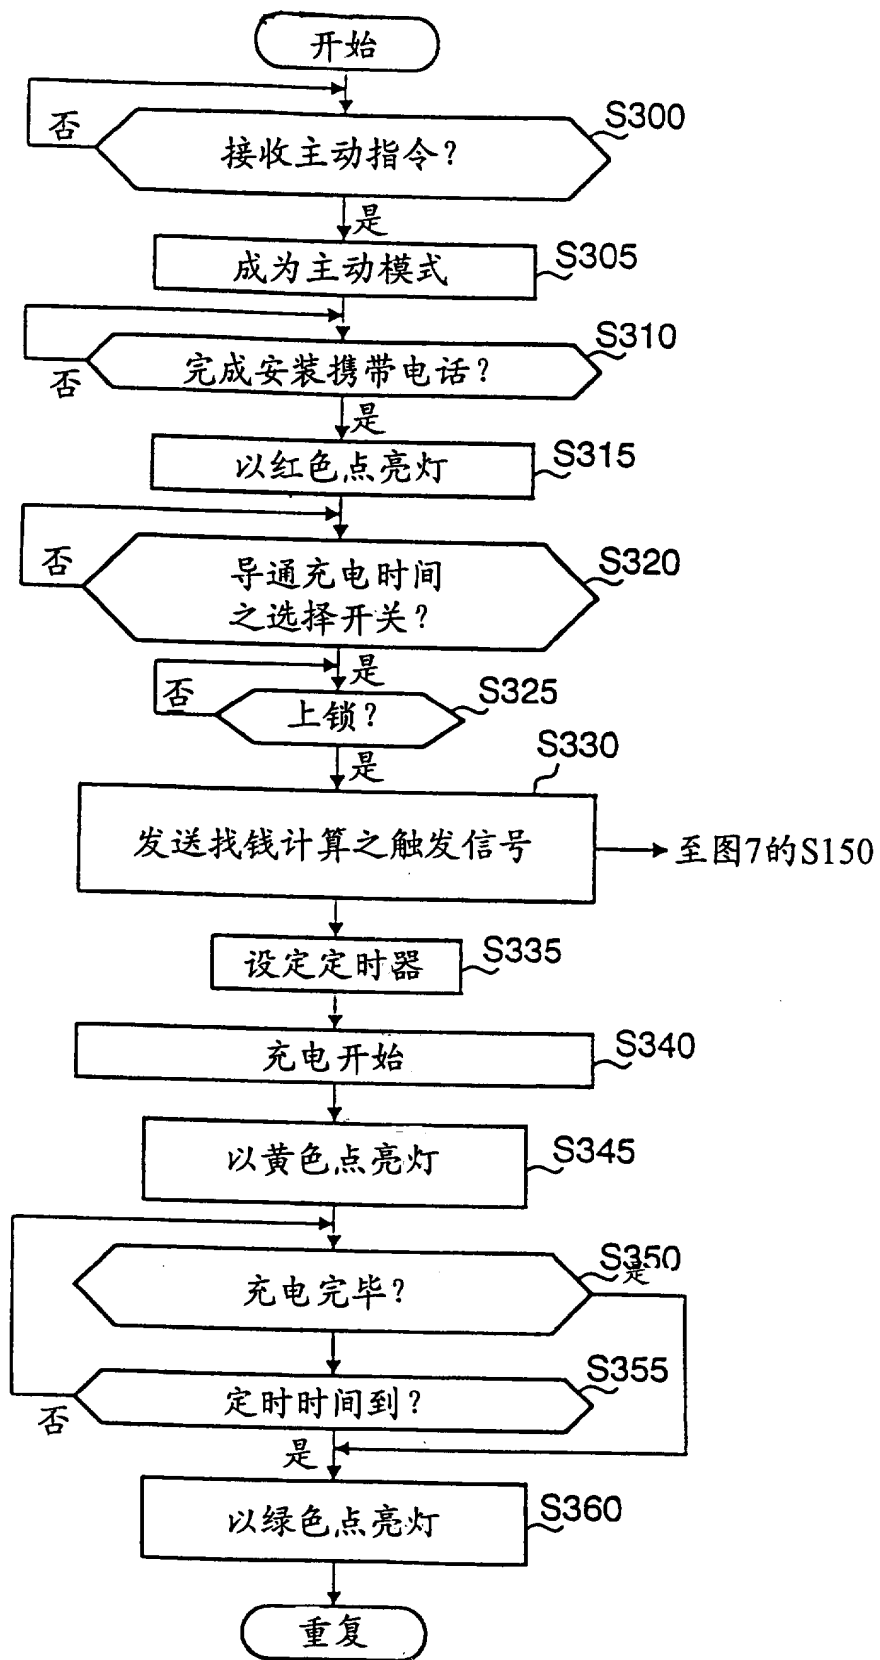 开始
否
S300
接收主动指令？
是
成为主动模式
S305
S310
否
完成安装携带电话？
是
以红色点亮灯
S315
否
S320
导通充电时间
之选择开关？
是
否
S325
上锁？
是
S330
发送找钱计算之触发信号
至图7的S150
设定定时器
S335
充电开始
S340
以黄色点亮灯
S345
S350
是
充电完毕？
S355
定时时间到？
否
是
以绿色点亮灯
S360
重复